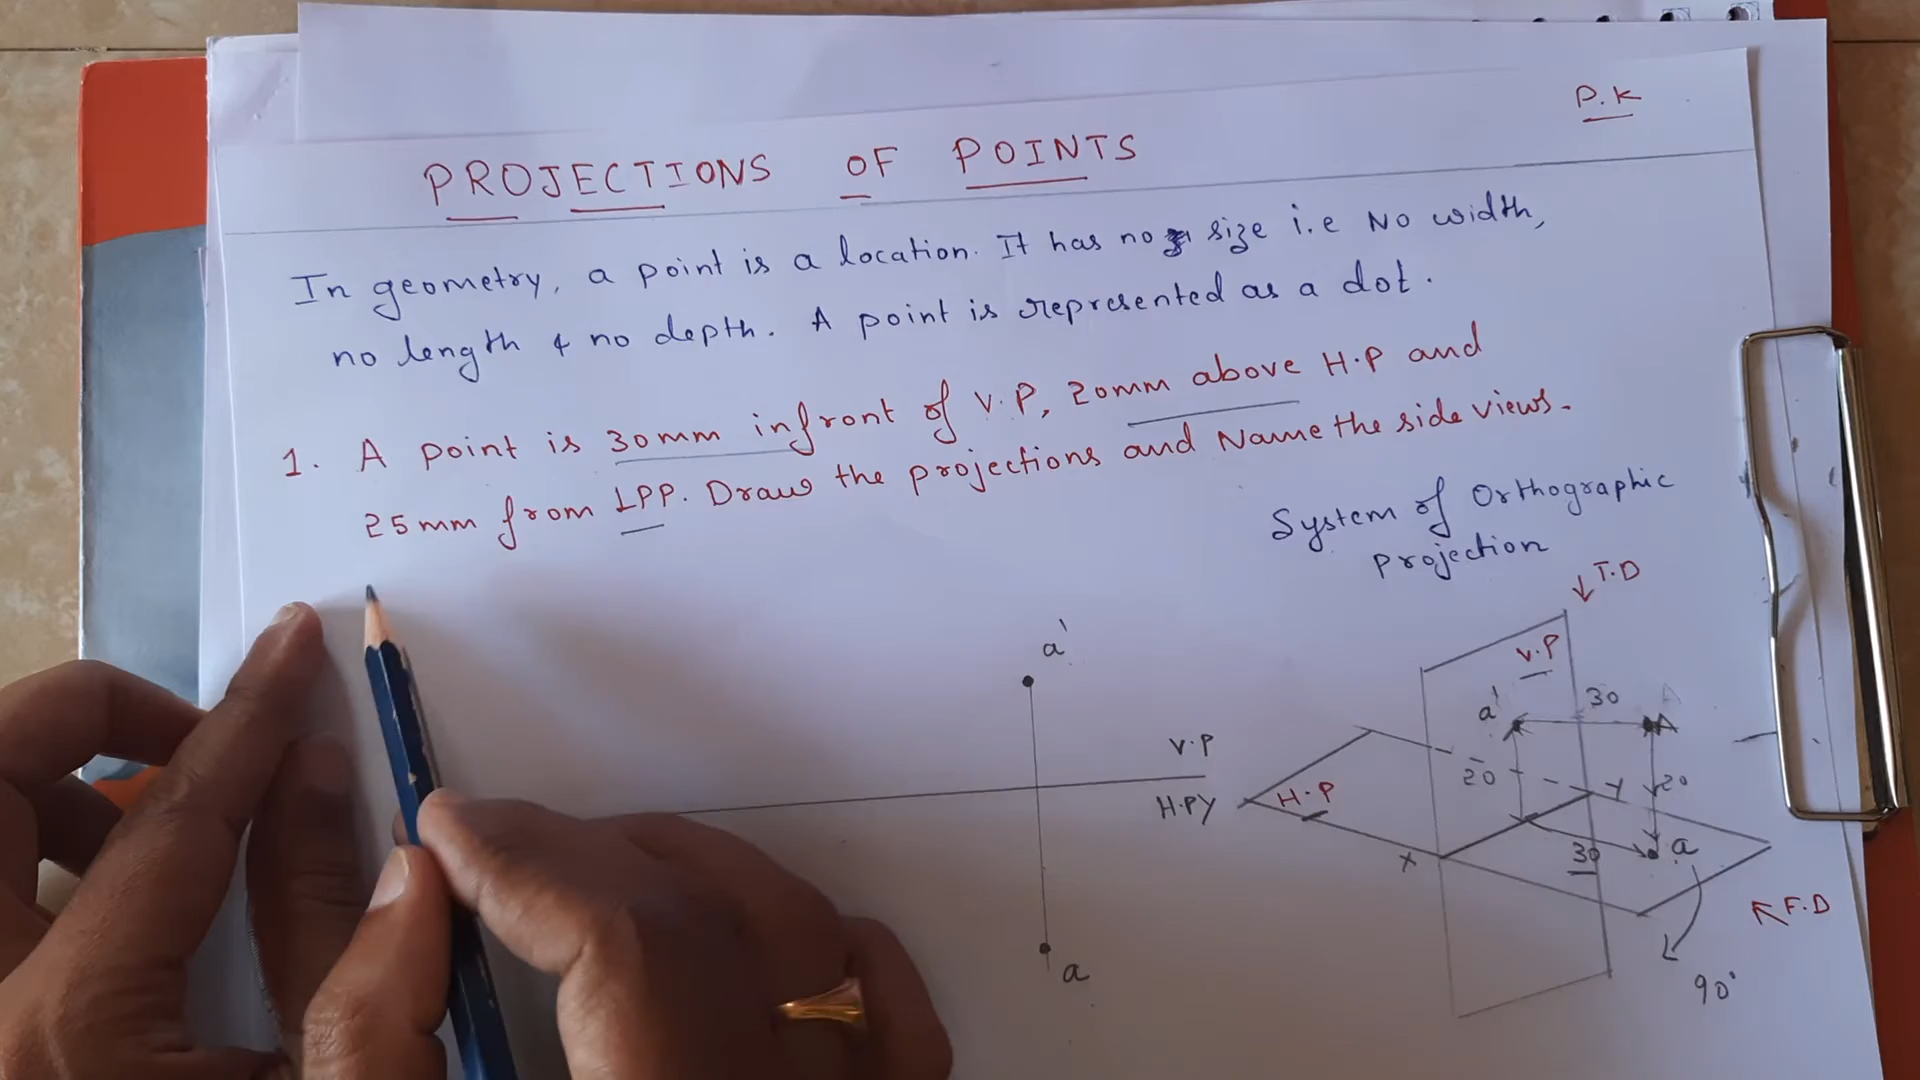 P.K
PROJECTIONS OF POINTS
In geometry, a point is a location. It has no size i.e No width,
no length & no depth. A point is represented as a dot.
1. A point is 30mm infront of V.P, 20mm above H.P and
25mm from LPP. Draw the projections and Name the side views.
System of Orthographic
projection
↓ T.D
V.P
a'
30
A
20
Y
20
H.P
X
30
a
↖ F.D
90°
a'
V.P
H.P Y
a